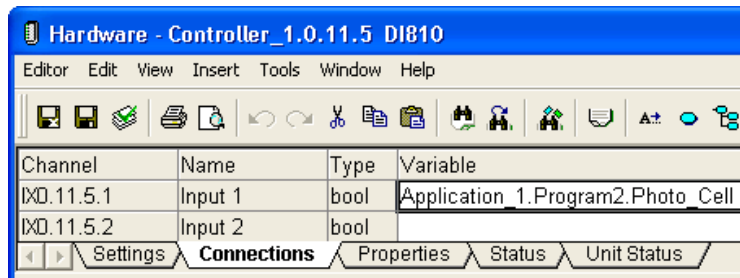 Hardware - Controller_1.0.11.5 DI810
Editor Edit View Insert Tools Window Help
A
Channel Name Type Variable
IX0.11.5.1 Input 1 bool Application_1.Program2.Photo_Cell
IX0.11.5.2 Input 2 bool
Settings Connections Properties Status Unit Status